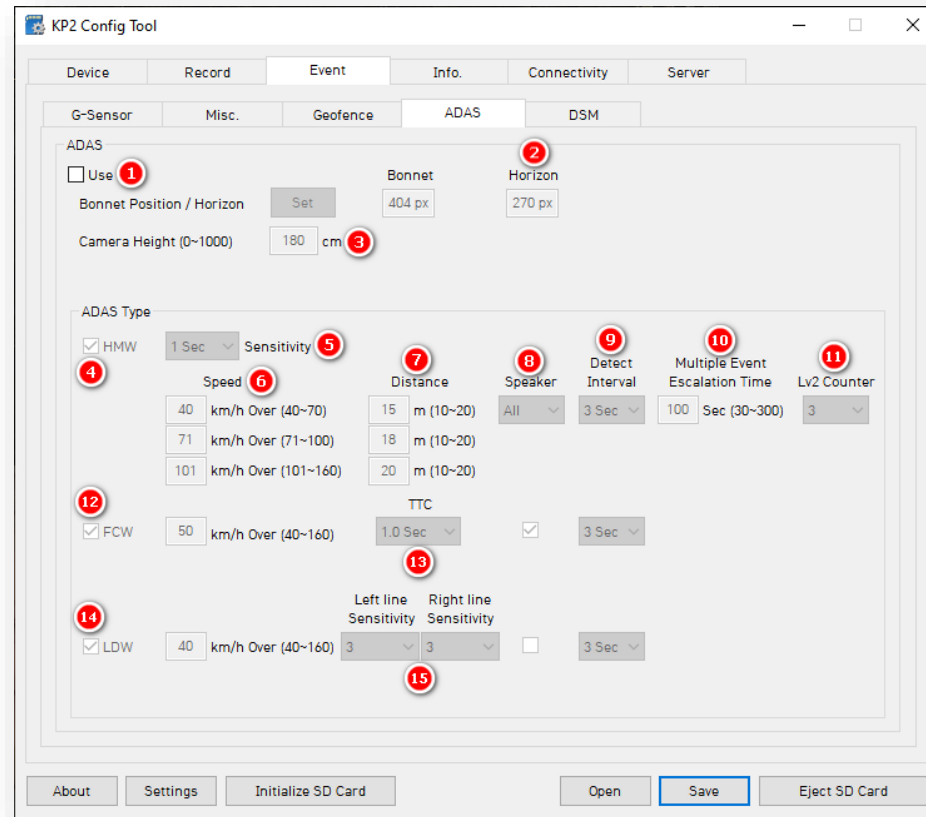 KP2 Config Tool
Device Record Event Info. Connectivity Server
G-Sensor Misc. Geofence ADAS DSM
ADAS
2
Use 1 Bonnet Horizon
Bonnet Position / Horizon Set 404 px 270 px
Camera Height (0~1000) 180 cm 3
ADAS Type
HMW 1 Sec Sensitivity 5
4 6 7 8 9 10 11
Speed Distance Speaker Detect Interval Multiple Event Escalation Time Lv2 Counter
40 km/h Over (40~70) 15 m (10~20) All 3 Sec 100 Sec (30~300) 3
71 km/h Over (71~100) 18 m (10~20)
101 km/h Over (101~160) 20 m (10~20)
12 TTC
FCW 50 km/h Over (40~160) 1.0 Sec 3 Sec
13
14 Left line Sensitivity Right line Sensitivity
LDW 40 km/h Over (40~160) 3 3 3 Sec
15
About Settings Initialize SD Card Open Save Eject SD Card